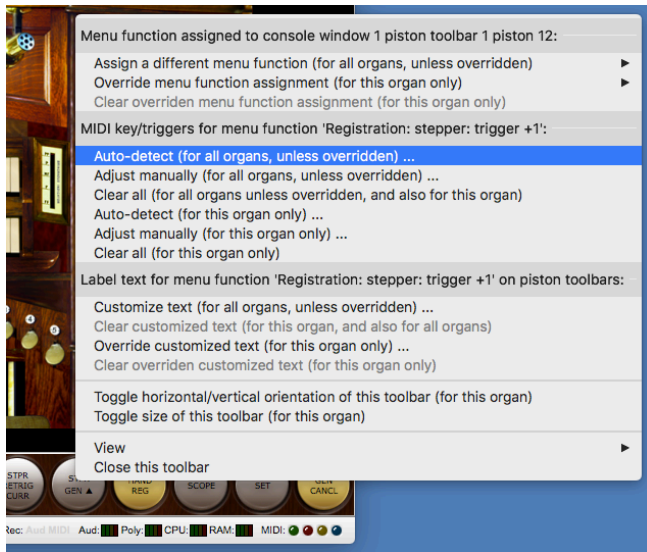 Menu function assigned to console window 1 piston toolbar 1 piston 12:
Assign a different menu function (for all organs, unless overridden)
Override menu function assignment (for this organ only)
Clear overriden menu function assignment (for this organ only)
MIDI key/triggers for menu function 'Registration: stepper: trigger +1':
Auto-detect (for all organs, unless overridden) ...
Adjust manually (for all organs, unless overridden) ...
Clear all (for all organs unless overridden, and also for this organ)
Auto-detect (for this organ only) ...
Adjust manually (for this organ only) ...
Clear all (for this organ only)
Label text for menu function 'Registration: stepper: trigger +1' on piston toolbars:
Customize text (for all organs, unless overridden) ...
Clear customized text (for this organ, and also for all organs)
Override customized text (for this organ only) ...
Clear overriden customized text (for this organ only)
Toggle horizontal/vertical orientation of this toolbar (for this organ)
Toggle size of this toolbar (for this organ)
View
Close this toolbar
STPR
RETRIG
CURR
GEN ▲
HAND
REG
SCOPE
SET
GEN
CANCL
Rec: Aud MIDI Aud: Poly: CPU: RAM: MIDI: